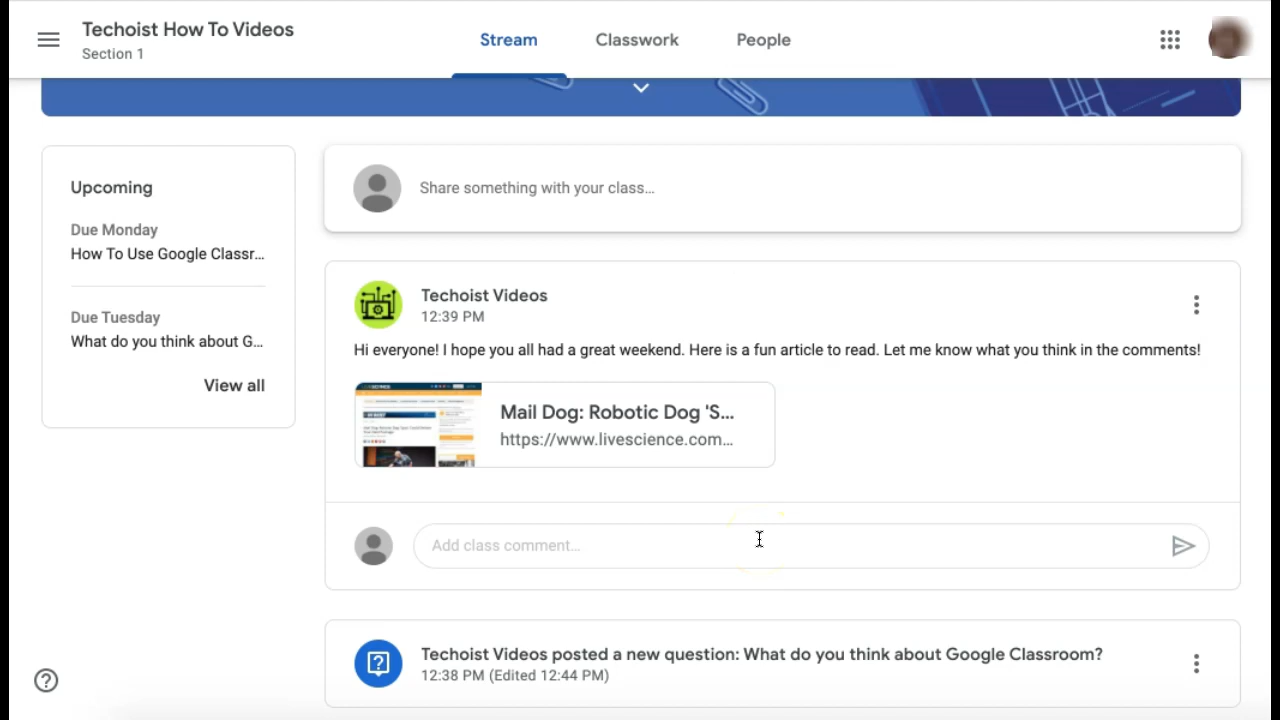 Techoist How To Videos
Section 1
Stream
Classwork
People
Upcoming
Due Monday
How To Use Google Classr...
Due Tuesday
What do you think about G...
View all
Share something with your class...
Techoist Videos
12:39 PM
Hi everyone! I hope you all had a great weekend. Here is a fun article to read. Let me know what you think in the comments!
Mail Dog: Robotic Dog 'S...
https://www.livescience.com...
Add class comment...
Techoist Videos posted a new question: What do you think about Google Classroom?
12:38 PM (Edited 12:44 PM)